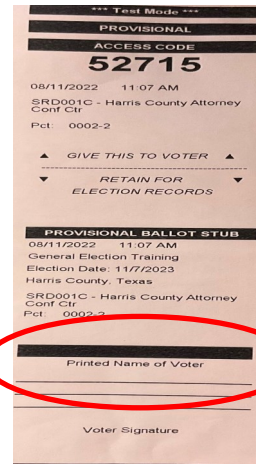 *** Test Mode ***
PROVISIONAL
ACCESS CODE
52715
08/11/2022 11:07 AM
SRD001C - Harris County Attorney
Conf Ctr
Pct: 0002-2
▲ GIVE THIS TO VOTER ▲
▼ RETAIN FOR ▼
ELECTION RECORDS
PROVISIONAL BALLOT STUB
08/11/2022 11:07 AM
General Election Training
Election Date: 11/7/2023
Harris County, Texas
SRD001C - Harris County Attorney
Conf Ctr
Pct: 0002-2
Printed Name of Voter
Voter Signature